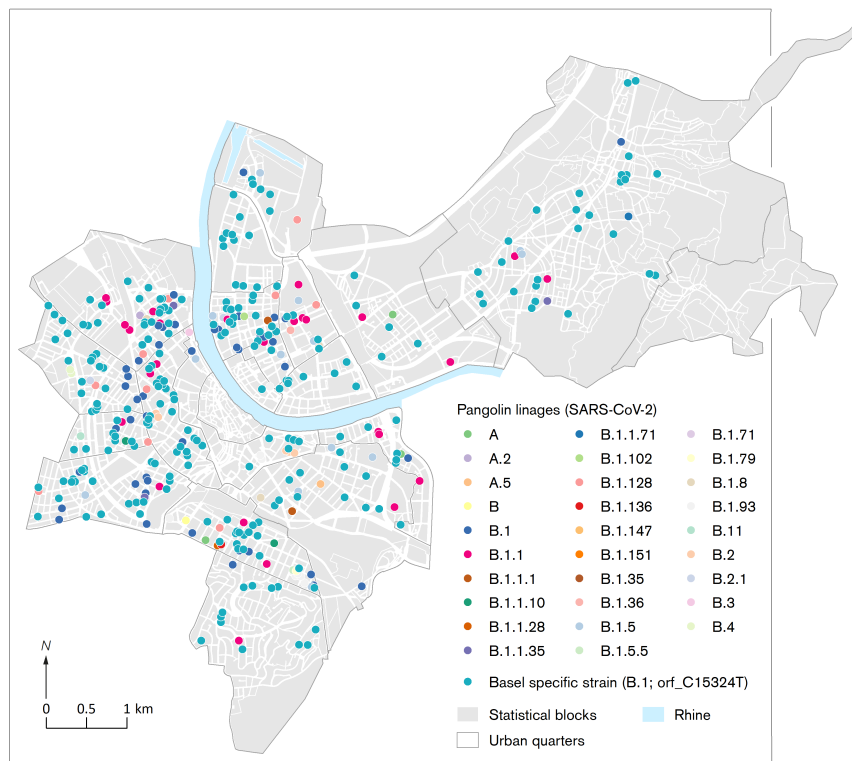 Pangolin linages (SARS-CoV-2)
A
A.2
A.5
B
B.1
B.1.1
B.1.1.1
B.1.1.10
B.1.1.28
B.1.1.35
B.1.1.71
B.1.102
B.1.128
B.1.136
B.1.147
B.1.151
B.1.35
B.1.36
B.1.5
B.1.5.5
B.1.71
B.1.79
B.1.8
B.1.93
B.11
B.2
B.2.1
B.3
B.4
Basel specific strain (B.1; orf_C15324T)
Statistical blocks
Rhine
Urban quarters
N
0 0.5 1 km